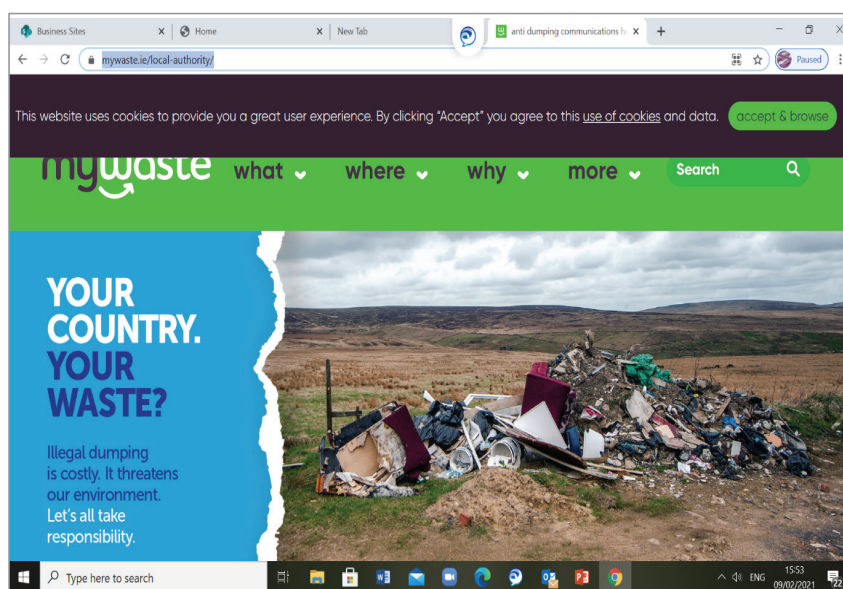 Business Sites
Home
New Tab
anti dumping communications h
mywaste.ie/local-authority/
Paused
This website uses cookies to provide you a great user experience. By clicking "Accept" you agree to this use of cookies and data.
accept & browse
mywaste
what
where
why
more
Search
YOUR
COUNTRY.
YOUR
WASTE?
Illegal dumping
is costly. It threatens
our environment.
Let's all take
responsibility.
Type here to search
ENG
15:53
09/02/2021
22